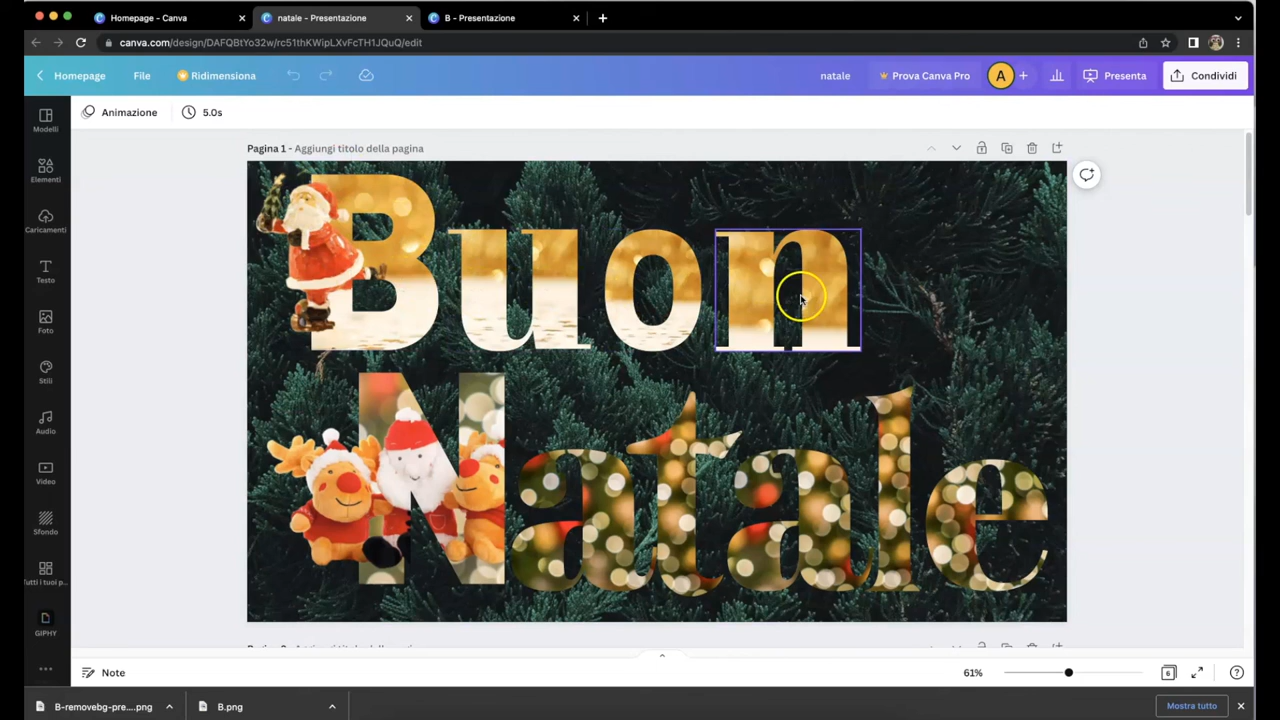 Homepage - Canva
natale - Presentazione
B - Presentazione
canva.com/design/DAFQBtYo32w/rc51thKWipLXvFcTH1JQuQ/edit
Homepage
File
Ridimensiona
natale
Prova Canva Pro
A
Presenta
Condividi
Animazione
5.0s
Modelli
Elementi
Caricamenti
Testo
Foto
Stili
Audio
Video
Sfondo
Tutti i tuoi p...
GIPHY
Pagina 1 - Aggiungi titolo della pagina
Buon
Natale
Note
61%
6
B-removebg-pre....png
B.png
Mostra tutto